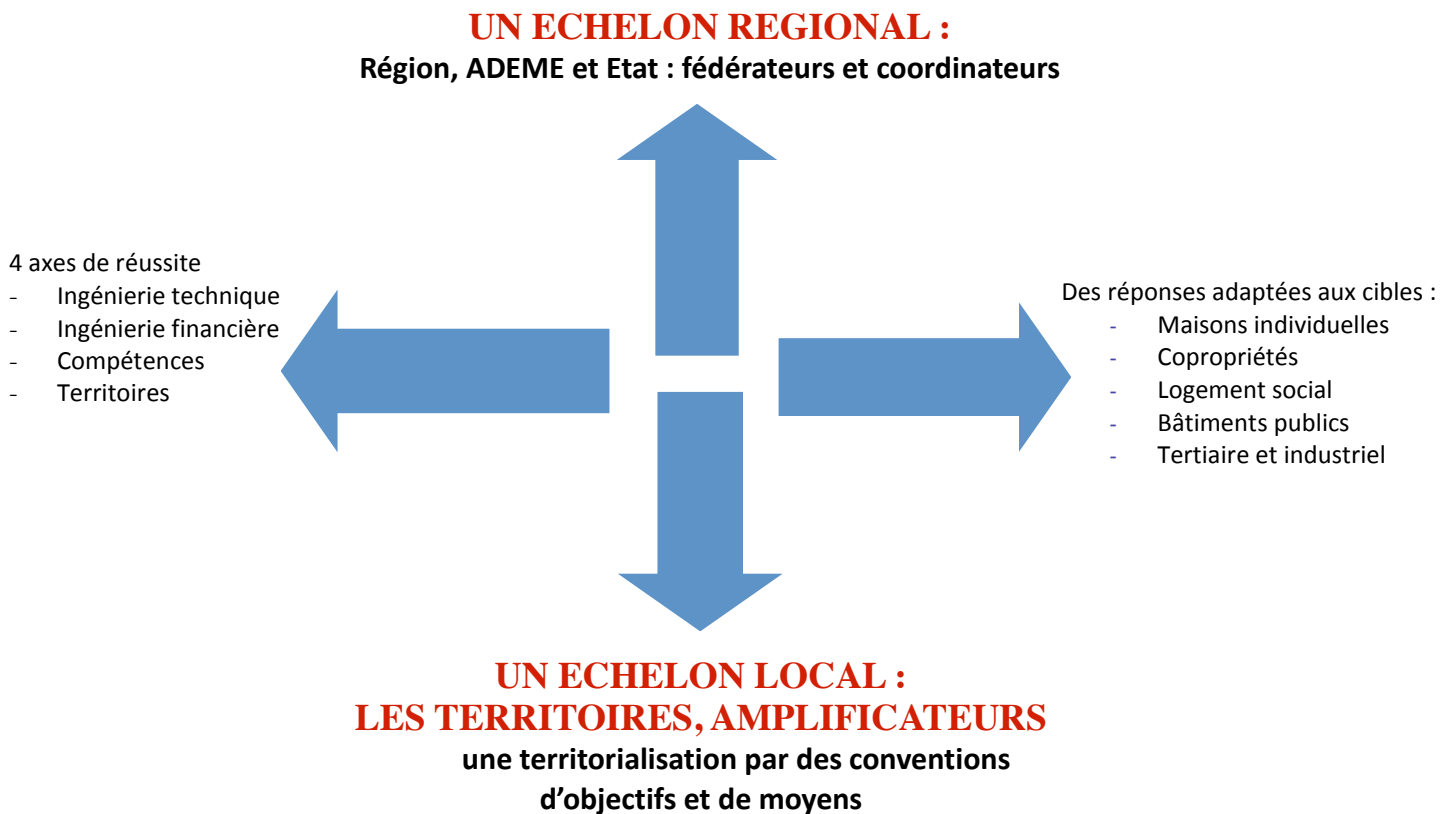 UN ECHELON REGIONAL :
Région, ADEME et Etat : fédérateurs et coordinateurs
4 axes de réussite
- Ingénierie technique
- Ingénierie financière
- Compétences
- Territoires
Des réponses adaptées aux cibles :
- Maisons individuelles
- Copropriétés
- Logement social
- Bâtiments publics
- Tertiaire et industriel
UN ECHELON LOCAL :
LES TERRITOIRES, AMPLIFICATEURS
une territorialisation par des conventions
d’objectifs et de moyens